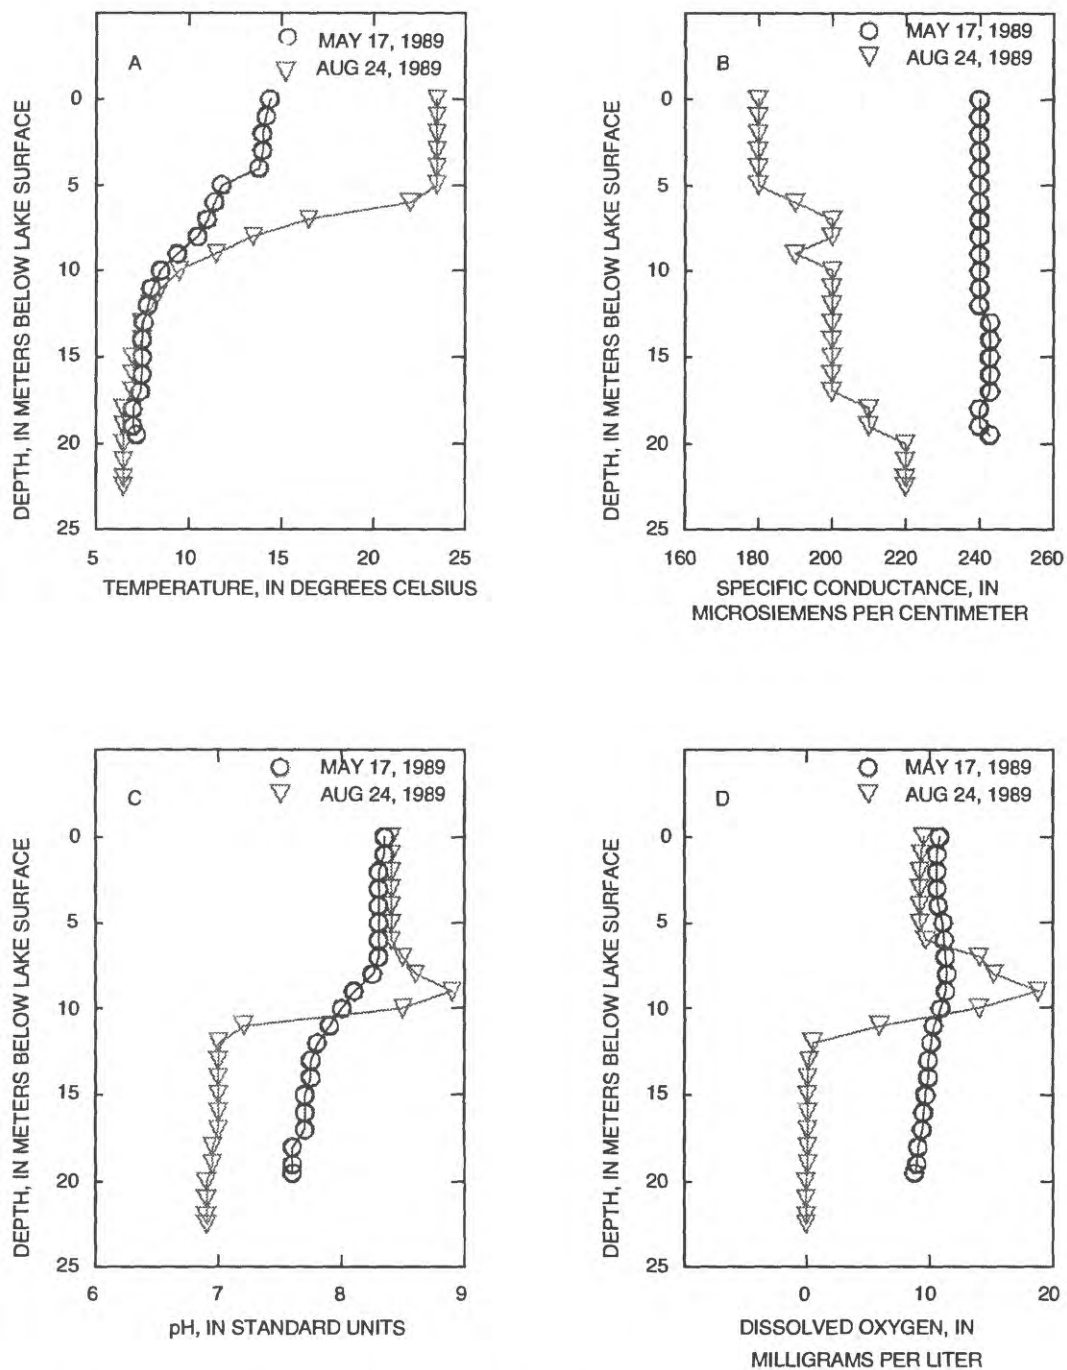 A
MAY 17, 1989
AUG 24, 1989
DEPTH, IN METERS BELOW LAKE SURFACE
0
5
10
15
20
25
5
10
15
20
25
TEMPERATURE, IN DEGREES CELSIUS
B
MAY 17, 1989
AUG 24, 1989
DEPTH, IN METERS BELOW LAKE SURFACE
0
5
10
15
20
25
160
180
200
220
240
260
SPECIFIC CONDUCTANCE, IN
MICROSIEMENS PER CENTIMETER
C
MAY 17, 1989
AUG 24, 1989
DEPTH, IN METERS BELOW LAKE SURFACE
0
5
10
15
20
25
6
7
8
9
pH, IN STANDARD UNITS
D
MAY 17, 1989
AUG 24, 1989
DEPTH, IN METERS BELOW LAKE SURFACE
0
5
10
15
20
25
0
10
20
DISSOLVED OXYGEN, IN
MILLIGRAMS PER LITER